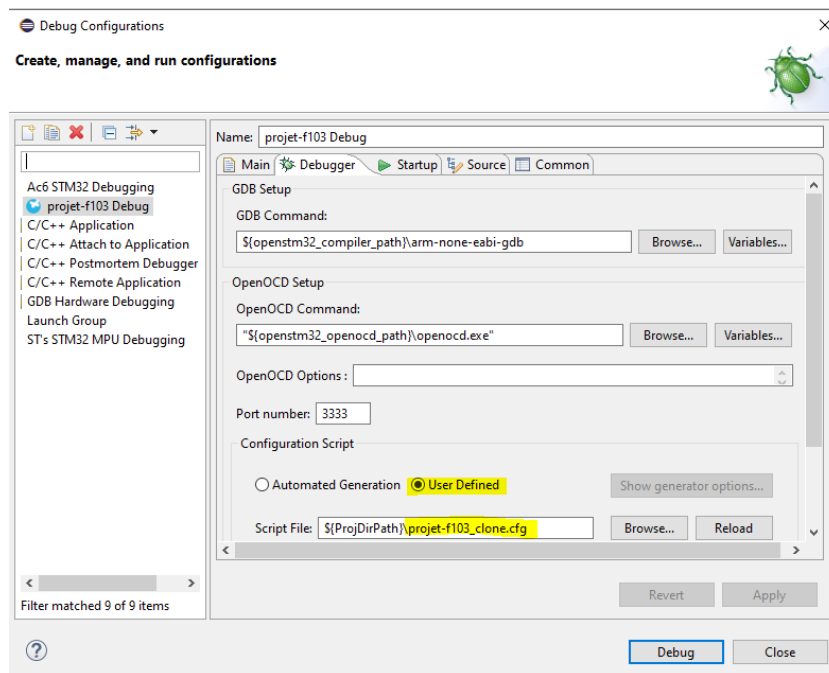 Debug Configurations
Create, manage, and run configurations
Name: projet-f103 Debug
Main Debugger Startup Source Common
Ac6 STM32 Debugging
projet-f103 Debug
C/C++ Application
C/C++ Attach to Application
C/C++ Postmortem Debugger
C/C++ Remote Application
GDB Hardware Debugging
Launch Group
ST's STM32 MPU Debugging
Filter matched 9 of 9 items
GDB Setup
GDB Command:
${openstm32_compiler_path}\arm-none-eabi-gdb Browse... Variables...
OpenOCD Setup
OpenOCD Command:
"${openstm32_openocd_path}\openocd.exe" Browse... Variables...
OpenOCD Options :
Port number: 3333
Configuration Script
Automated Generation User Defined Show generator options...
Script File: ${ProjDirPath}\projet-f103_clone.cfg Browse... Reload
Revert Apply
? Debug Close